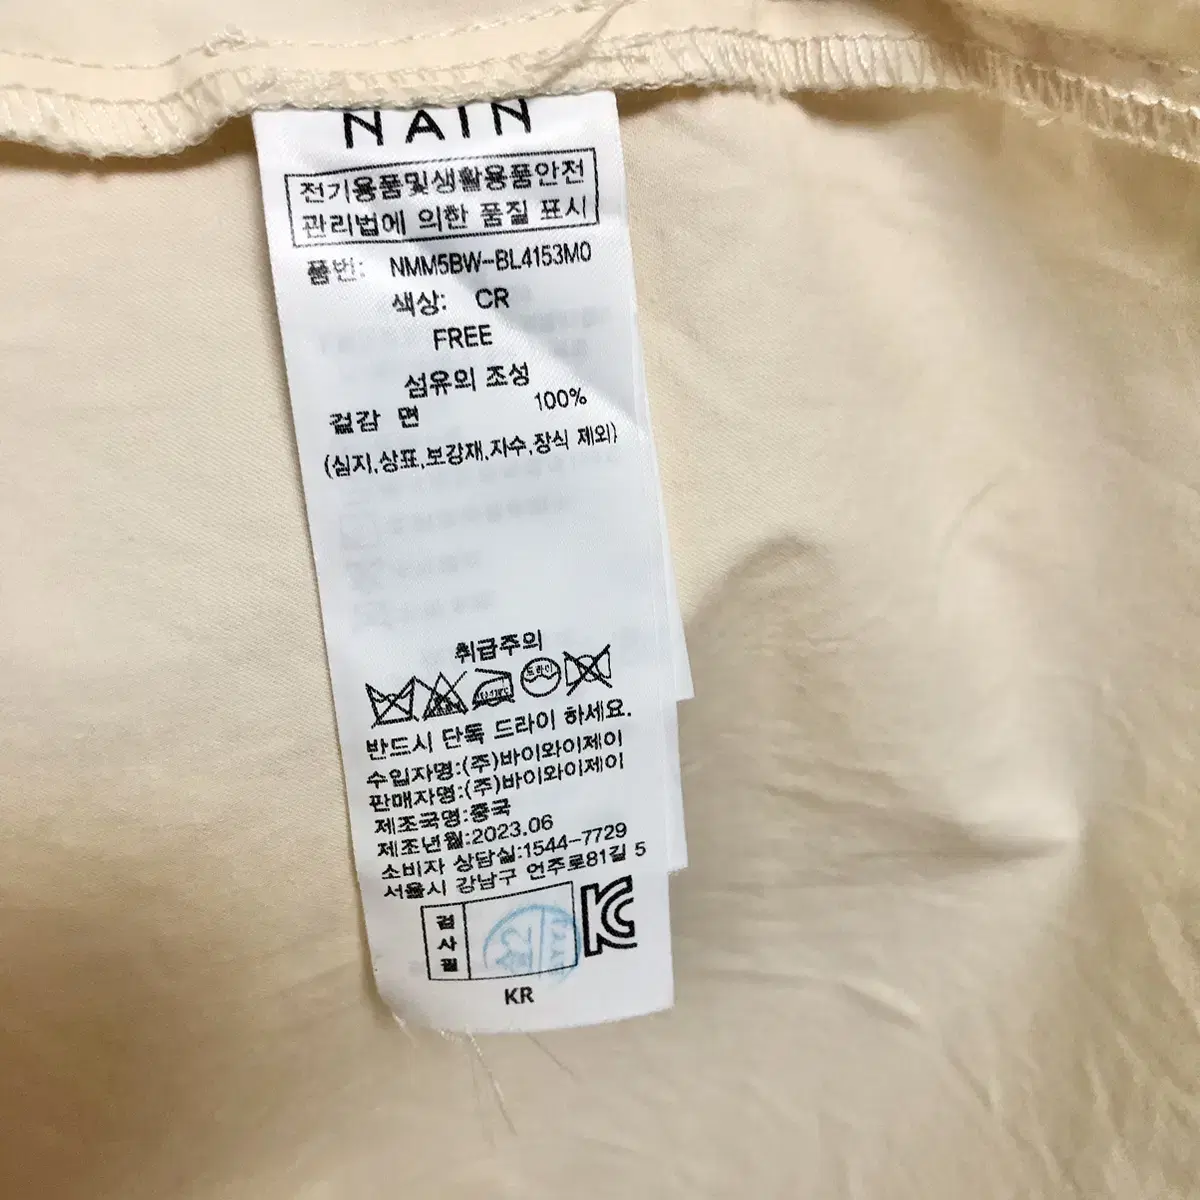 NAIN
전기용품및생활용품안전
관리법에 의한 품질 표시
품번: NMM5BW-BL4153M0
색상: CR
FREE
섬유의 조성
겉감 면 100%
(심지,상표,보강재,자수,장식 제외)
취급주의
드라이
반드시 단독 드라이 하세요.
수입자명:(주)바이와이제이
판매자명:(주)바이와이제이
제조국명:중국
제조년월:2023.06
소비자 상담실:1544-7729
서울시 강남구 언주로81길 5
검사필
KC
KR